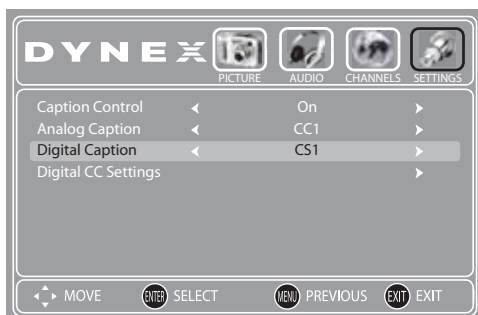 DYNEX
PICTURE AUDIO CHANNELS SETTINGS
Caption Control On
Analog Caption CC1
Digital Caption CS1
Digital CC Settings
MOVE ENTER SELECT MENU PREVIOUS EXIT EXIT